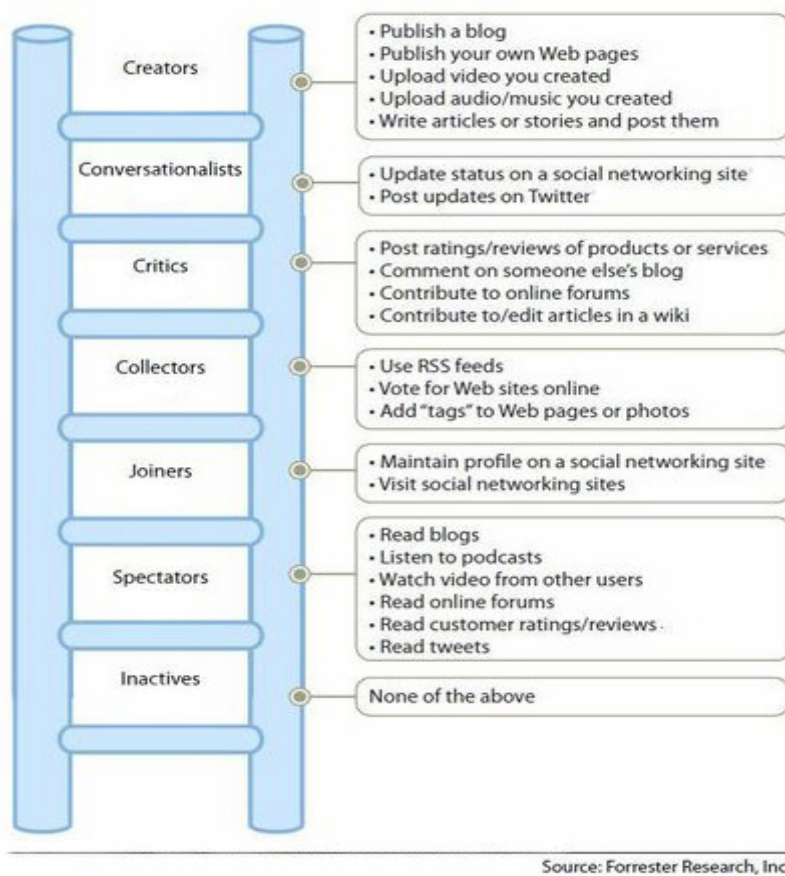 Creators
• Publish a blog
• Publish your own Web pages
• Upload video you created
• Upload audio/music you created
• Write articles or stories and post them
Conversationalists
• Update status on a social networking site
• Post updates on Twitter
Critics
• Post ratings/reviews of products or services
• Comment on someone else's blog
• Contribute to online forums
• Contribute to/edit articles in a wiki
Collectors
• Use RSS feeds
• Vote for Web sites online
• Add "tags" to Web pages or photos
Joiners
• Maintain profile on a social networking site
• Visit social networking sites
Spectators
• Read blogs
• Listen to podcasts
• Watch video from other users
• Read online forums
• Read customer ratings/reviews
• Read tweets
Inactives
None of the above
Source: Forrester Research, Inc